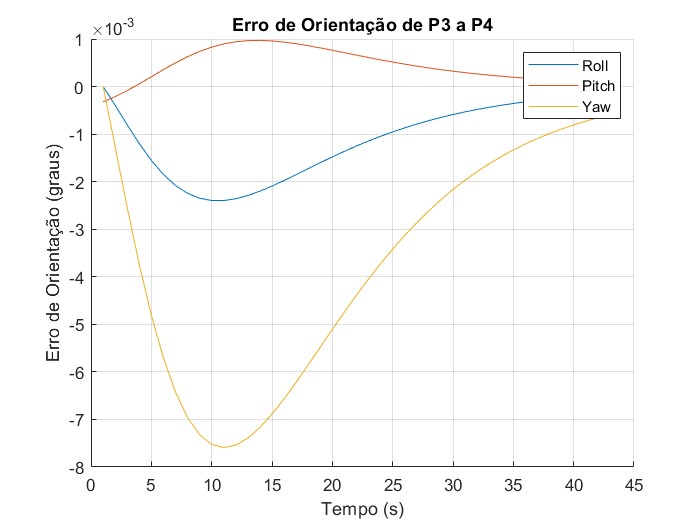 Erro de Orientação de P3 a P4
×10⁻³
1
0
-1
-2
-3
-4
-5
-6
-7
-8
Erro de Orientação (graus)
Roll
Pitch
Yaw
0 5 10 15 20 25 30 35 40 45
Tempo (s)